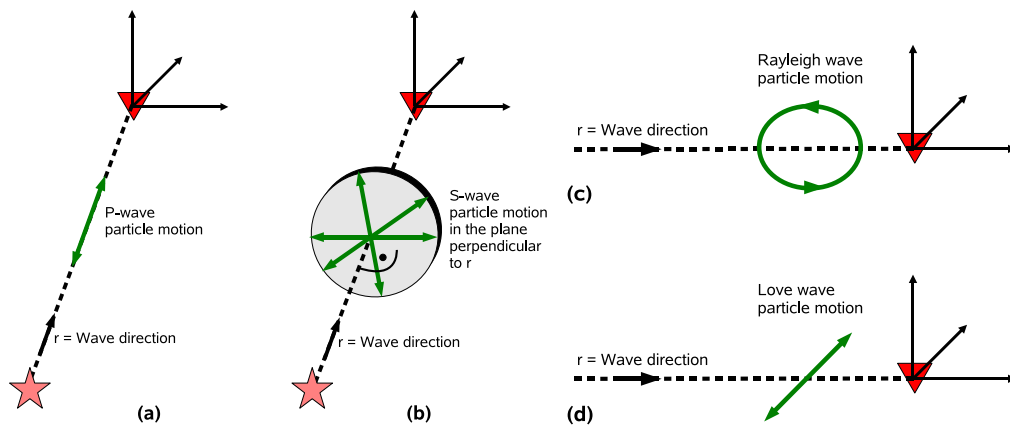 P-wave
particle motion
r = Wave direction
(a)
S-wave
particle motion
in the plane
perpendicular
to r
r = Wave direction
(b)
Rayleigh wave
particle motion
r = Wave direction
(c)
Love wave
particle motion
r = Wave direction
(d)